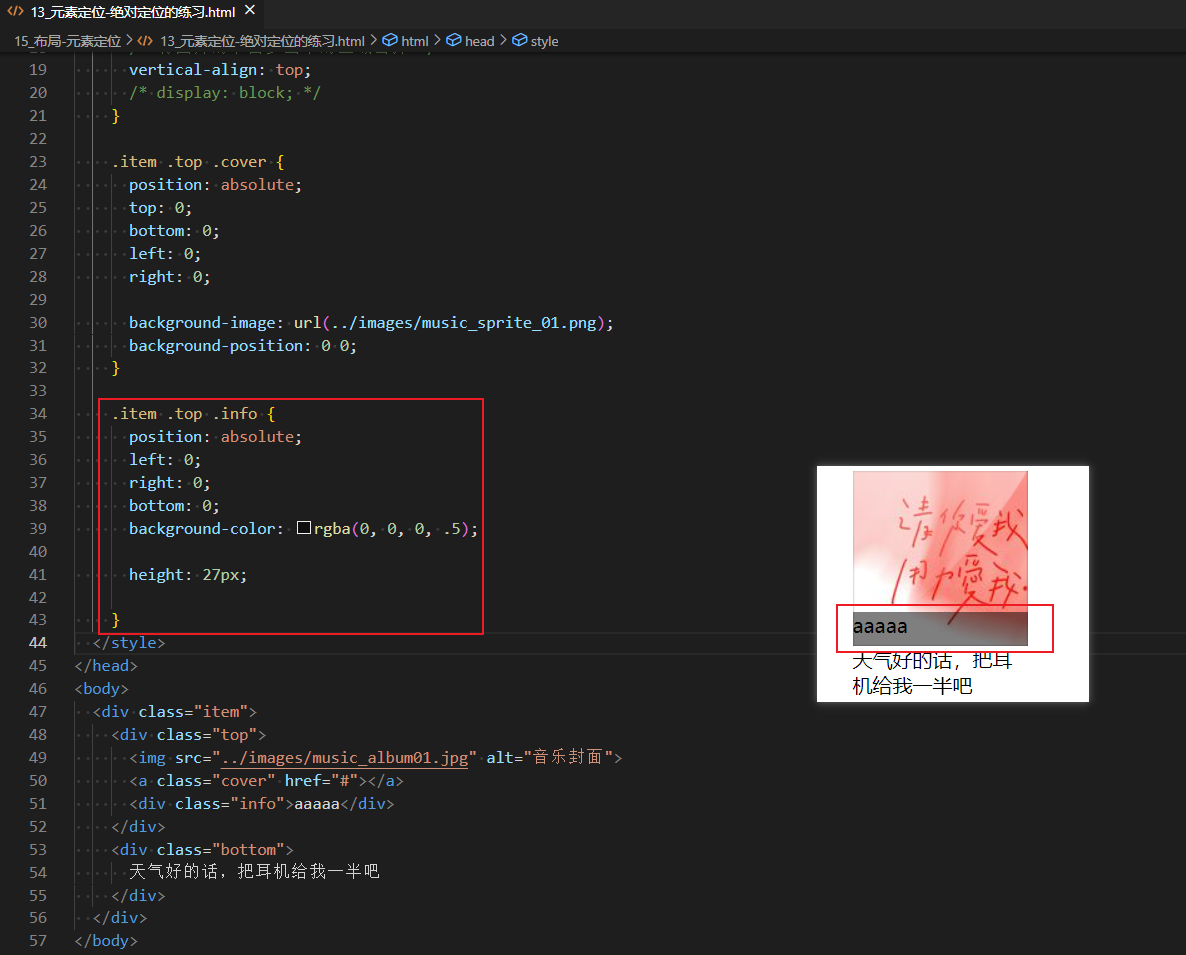 13_元素定位-绝对定位的练习.html
15_布局-元素定位 > 13_元素定位-绝对定位的练习.html > html > head > style
19 vertical-align: top;
20 /* display: block; */
21 }
22
23 .item .top .cover {
24 position: absolute;
25 top: 0;
26 bottom: 0;
27 left: 0;
28 right: 0;
29
30 background-image: url(../images/music_sprite_01.png);
31 background-position: 0 0;
32 }
33
34 .item .top .info {
35 position: absolute;
36 left: 0;
37 right: 0;
38 bottom: 0;
39 background-color: rgba(0, 0, 0, .5);
40
41 height: 27px;
42
43 }
44 </style>
45 </head>
46 <body>
47 <div class="item">
48 <div class="top">
49 <img src="../images/music_album01.jpg" alt="音乐封面">
50 <a class="cover" href="#"></a>
51 <div class="info">aaaaa</div>
52 </div>
53 <div class="bottom">
54 天气好的话，把耳机给我一半吧
55 </div>
56 </div>
57 </body>
请你爱我
用力爱我.
aaaaa
天气好的话，把耳
机给我一半吧